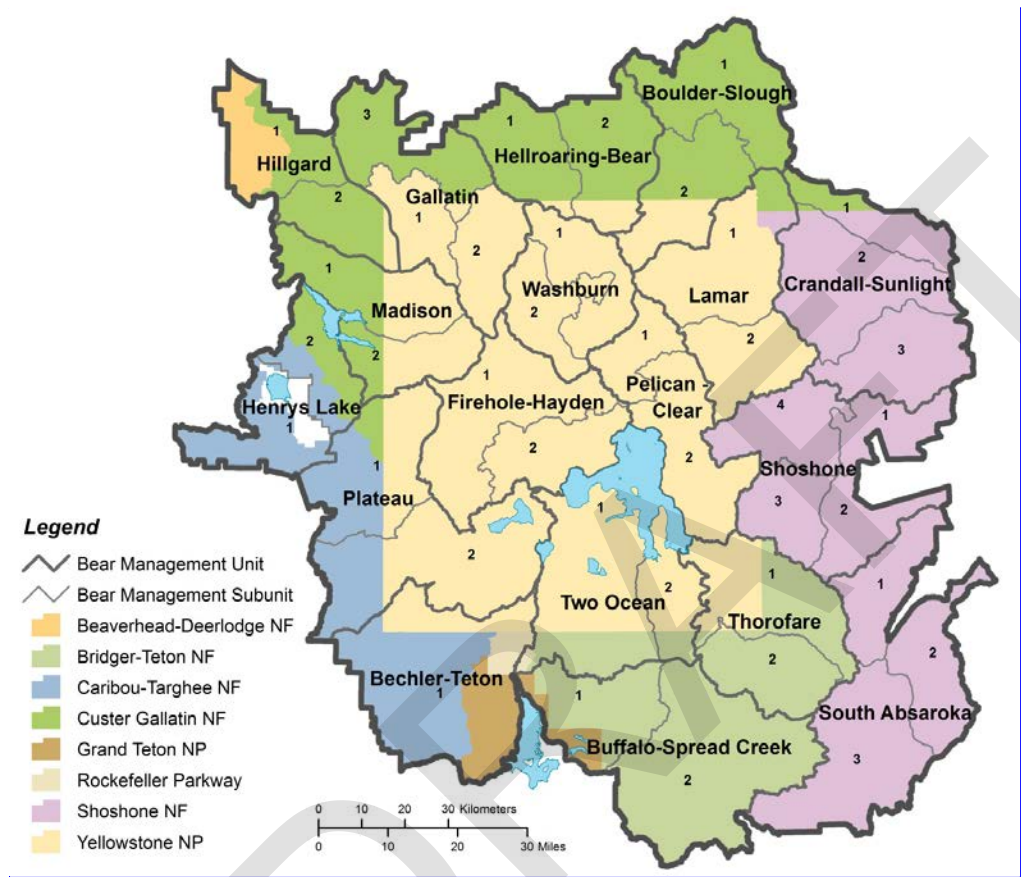 1
Boulder-Slough
3
1
2
1
Hillgard
Hellroaring-Bear
2
Gallatin
2
1
1
1
2
1
2
Crandall-Sunlight
1
Washburn
Lamar
Madison
2
1
2
2
2
3
1
Pelican -
Clear
Firehole-Hayden
4
1
Henrys Lake
1
2
2
Shoshone
1
Plateau
1
3
2
2
1
1
2
Two Ocean
Thorofare
2
2
Bechler-Teton
1
1
South Absaroka
Buffalo-Spread Creek
3
2
Legend
Bear Management Unit
Bear Management Subunit
Beaverhead-Deerlodge NF
Bridger-Teton NF
Caribou-Targhee NF
Custer Gallatin NF
Grand Teton NP
Rockefeller Parkway
Shoshone NF
Yellowstone NP
0 10 20 30 Kilometers
0 10 20 30 Miles
DRAFT